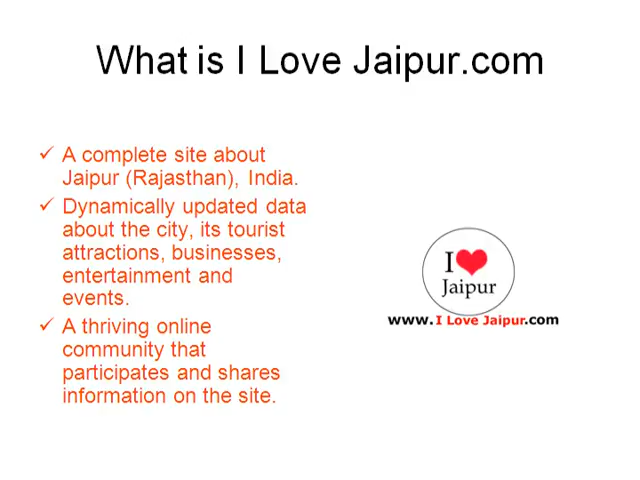 What is I Love Jaipur.com
A complete site about
Jaipur (Rajasthan), India.
Dynamically updated data
about the city, its tourist
attractions, businesses,
entertainment and
events.
A thriving online
community that
participates and shares
information on the site.
I
Jaipur
www.I Love Jaipur.com